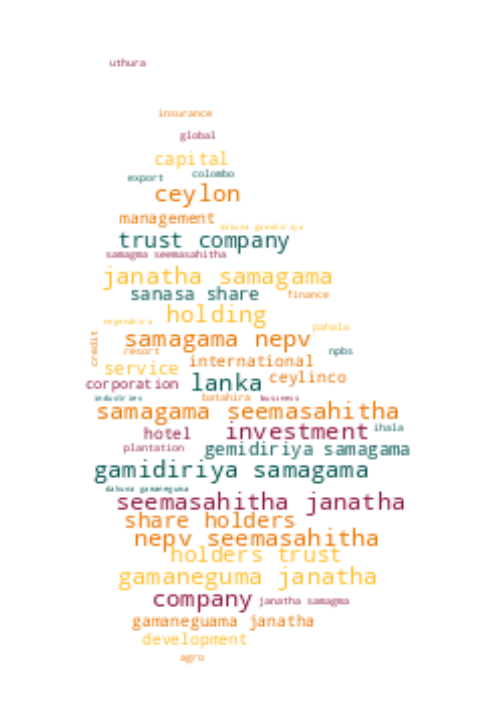 uthura
insurance
global
capital
export colombo
ceylon
management dakuna gamidiriya
trust company
samagma seemasahitha
janatha samagama
sanasa share finance
holding
pahala
samagama nepv
credit resort npbs
international
service ceylinco
corporation lanka
industries batahira business
samagama seemasahitha
hotel investment ihala
plantation gemidiriya samagama
gamidiriya samagama
dakuna gamaneguma
seemasahitha janatha
share holders
nepv seemasahitha
holders trust
gamaneguma janatha
company janatha samagma
gamaneguama janatha
development
agro